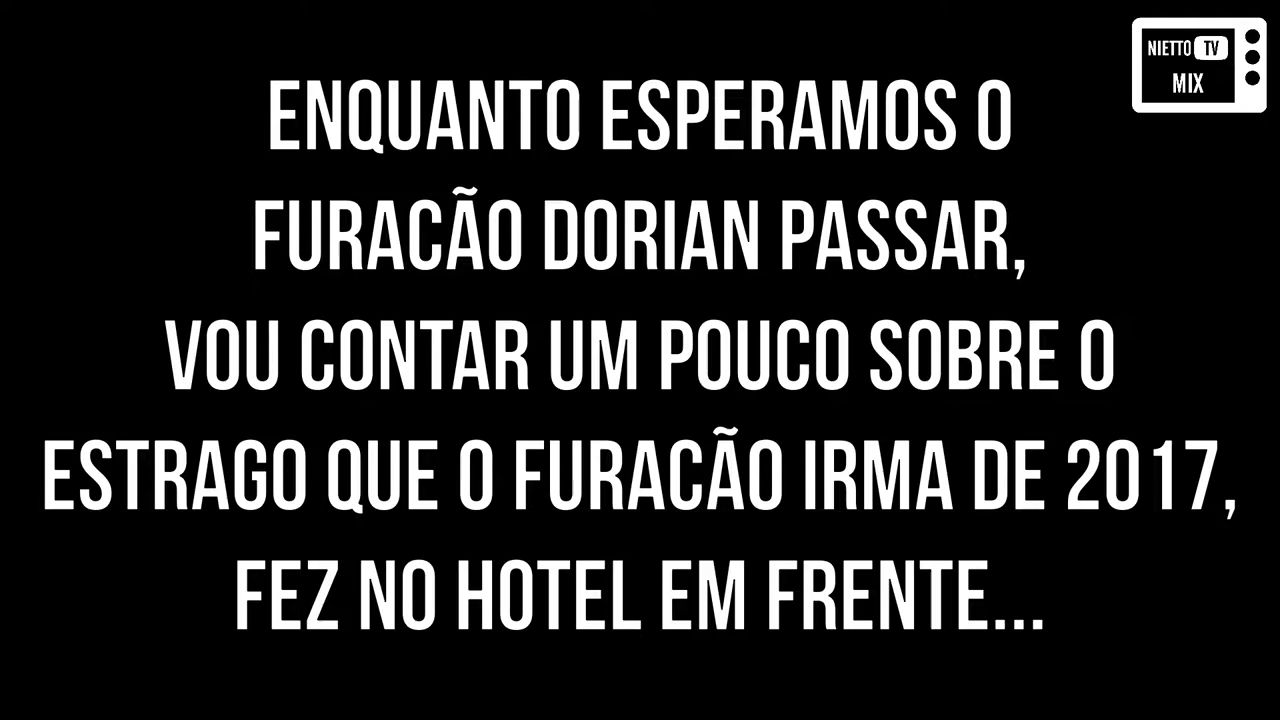 NIETTO TV
MIX
ENQUANTO ESPERAMOS O
FURACÃO DORIAN PASSAR,
VOU CONTAR UM POUCO SOBRE O
ESTRAGO QUE O FURACÃO IRMA DE 2017,
FEZ NO HOTEL EM FRENTE...